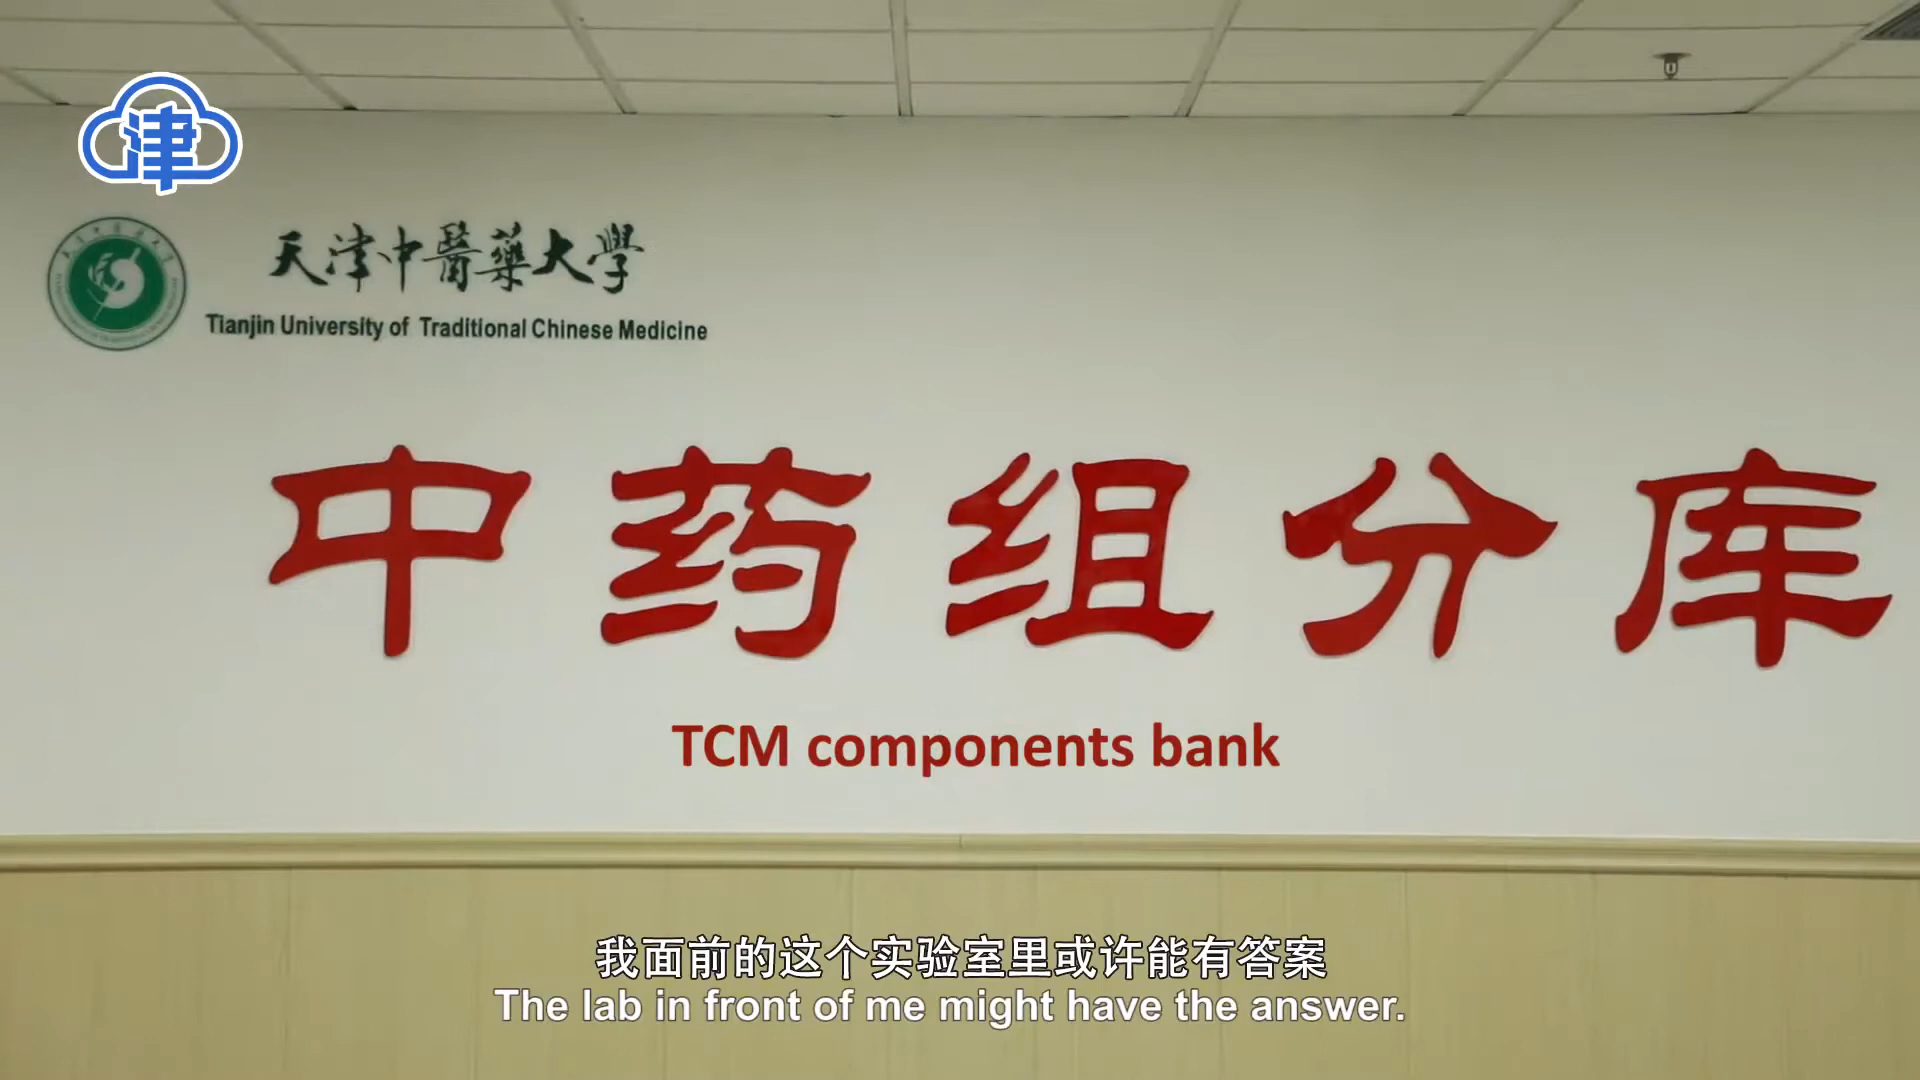 津
天津中醫藥大學
Tianjin University of Traditional Chinese Medicine
中药组分库
TCM components bank
我面前的这个实验室里或许能有答案
The lab in front of me might have the answer.